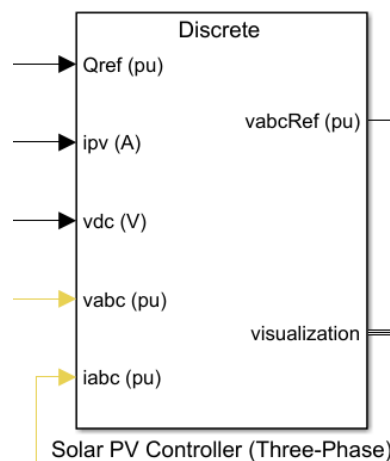 Discrete
Qref (pu)
ipv (A)
vabcRef (pu)
vdc (V)
vabc (pu)
visualization
iabc (pu)
Solar PV Controller (Three-Phase)